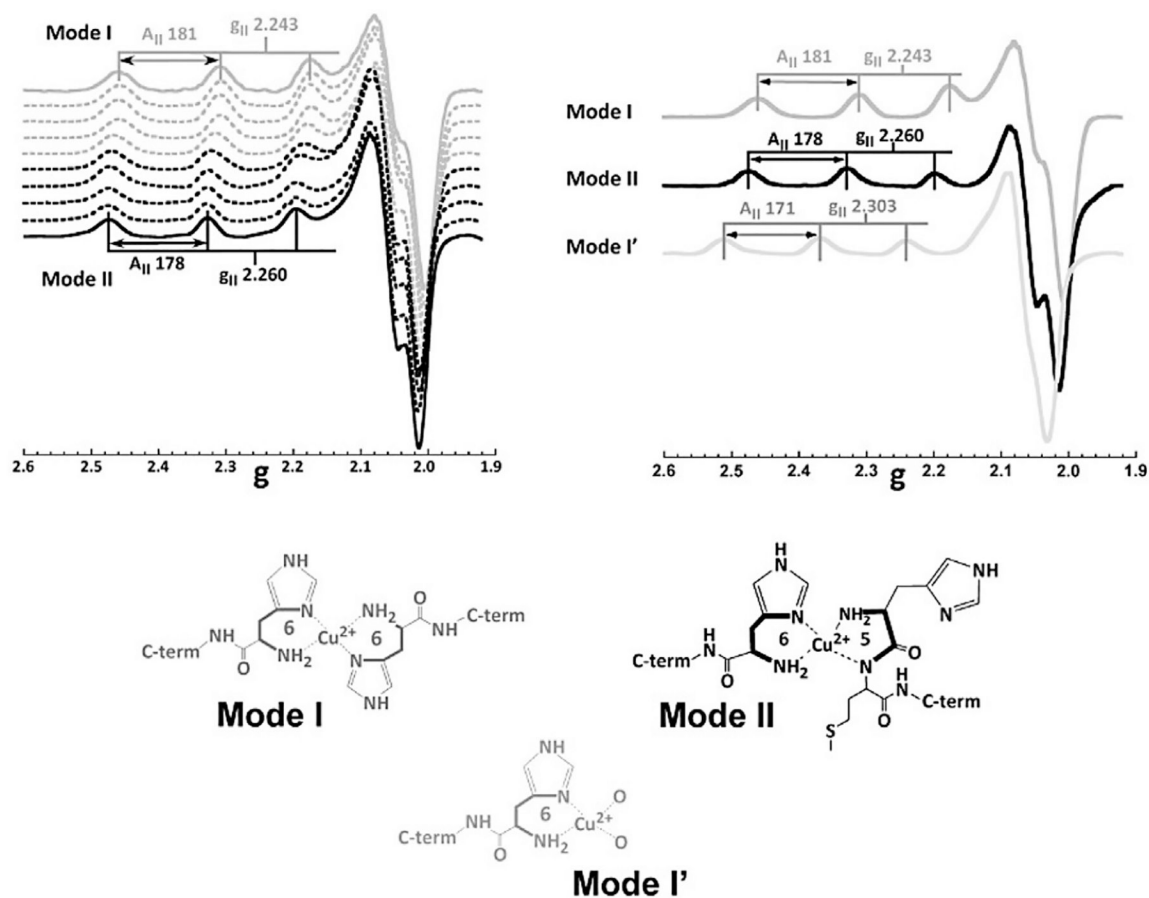 Mode I
A|| 181
g|| 2.243
A|| 178
g|| 2.260
Mode II
2.6 2.5 2.4 2.3 2.2 2.1 2.0 1.9
g
A|| 181
g|| 2.243
Mode I
A|| 178
g|| 2.260
Mode II
A|| 171
g|| 2.303
Mode I'
2.6 2.5 2.4 2.3 2.2 2.1 2.0 1.9
g
NH
N
NH2
O
C-term
NH
6
Cu2+
6
NH
C-term
NH2
O
N
NH
Mode I
H
N
N
NH2
NH
N
H
N
6
Cu2+
5
C-term
NH2
N
O
O
H
N
C-term
O
S
Mode II
NH
N
O
NH
6
Cu2+
C-term
NH2
O
O
Mode I'